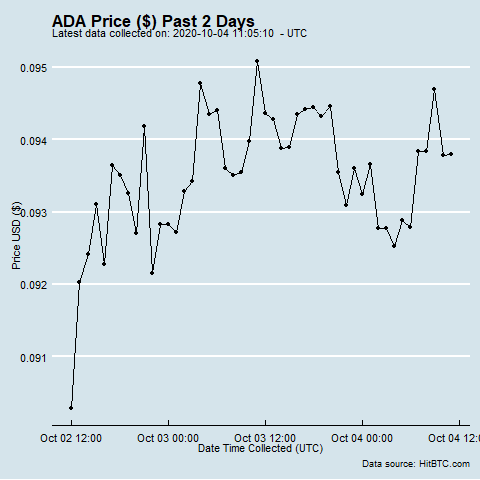 ADA Price ($) Past 2 Days
Latest data collected on: 2020-10-04 11:05:10 - UTC
0.095
0.094
0.093
0.092
0.091
Price USD ($)
Oct 02 12:00 Oct 03 00:00 Oct 03 12:00 Oct 04 00:00 Oct 04 12:
Date Time Collected (UTC)
Data source: HitBTC.com